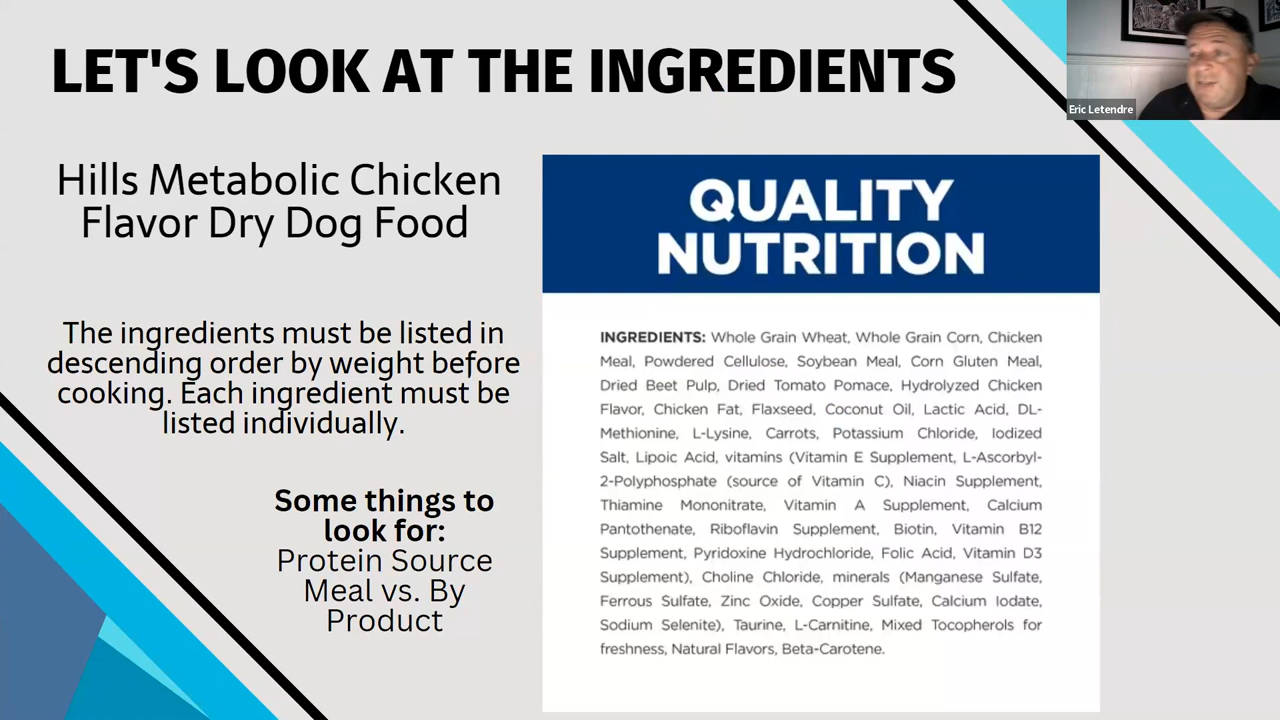 LET'S LOOK AT THE INGREDIENTS
Eric Letendre
Hills Metabolic Chicken
Flavor Dry Dog Food
The ingredients must be listed in
descending order by weight before
cooking. Each ingredient must be
listed individually.
Some things to
look for:
Protein Source
Meal vs. By
Product
QUALITY
NUTRITION
INGREDIENTS: Whole Grain Wheat, Whole Grain Corn, Chicken
Meal, Powdered Cellulose, Soybean Meal, Corn Gluten Meal,
Dried Beet Pulp, Dried Tomato Pomace, Hydrolyzed Chicken
Flavor, Chicken Fat, Flaxseed, Coconut Oil, Lactic Acid, DL-
Methionine, L-Lysine, Carrots, Potassium Chloride, Iodized
Salt, Lipoic Acid, vitamins (Vitamin E Supplement, L-Ascorbyl-
2-Polyphosphate (source of Vitamin C), Niacin Supplement,
Thiamine Mononitrate, Vitamin A Supplement, Calcium
Pantothenate, Riboflavin Supplement, Biotin, Vitamin B12
Supplement, Pyridoxine Hydrochloride, Folic Acid, Vitamin D3
Supplement), Choline Chloride, minerals (Manganese Sulfate,
Ferrous Sulfate, Zinc Oxide, Copper Sulfate, Calcium Iodate,
Sodium Selenite), Taurine, L-Carnitine, Mixed Tocopherols for
freshness, Natural Flavors, Beta-Carotene.